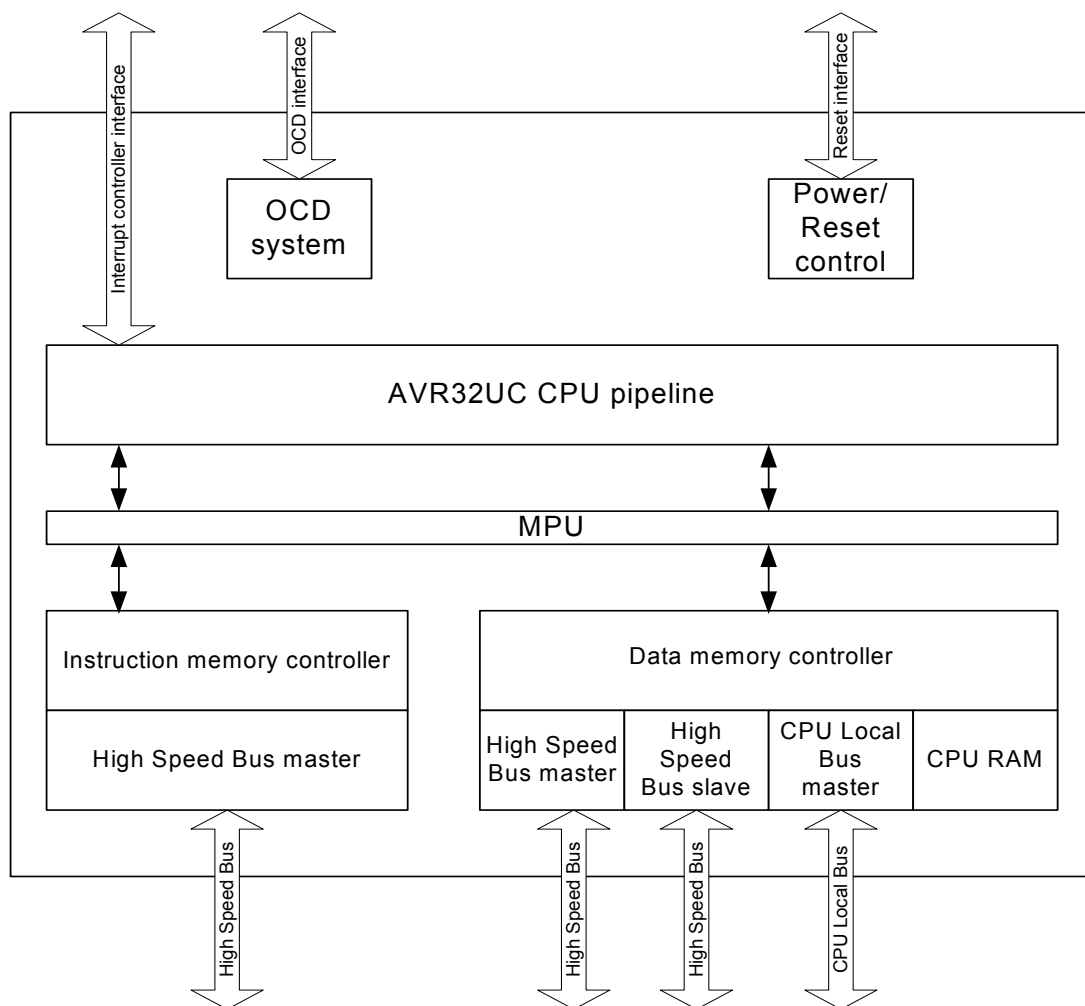 Interrupt controller interface
OCD interface
Reset interface
OCD
system
Power/
Reset
control
AVR32UC CPU pipeline
MPU
Instruction memory controller
High Speed Bus master
Data memory controller
High Speed
Bus master
High
Speed
Bus slave
CPU Local
Bus
master
CPU RAM
High Speed Bus
High Speed Bus
High Speed Bus
CPU Local Bus